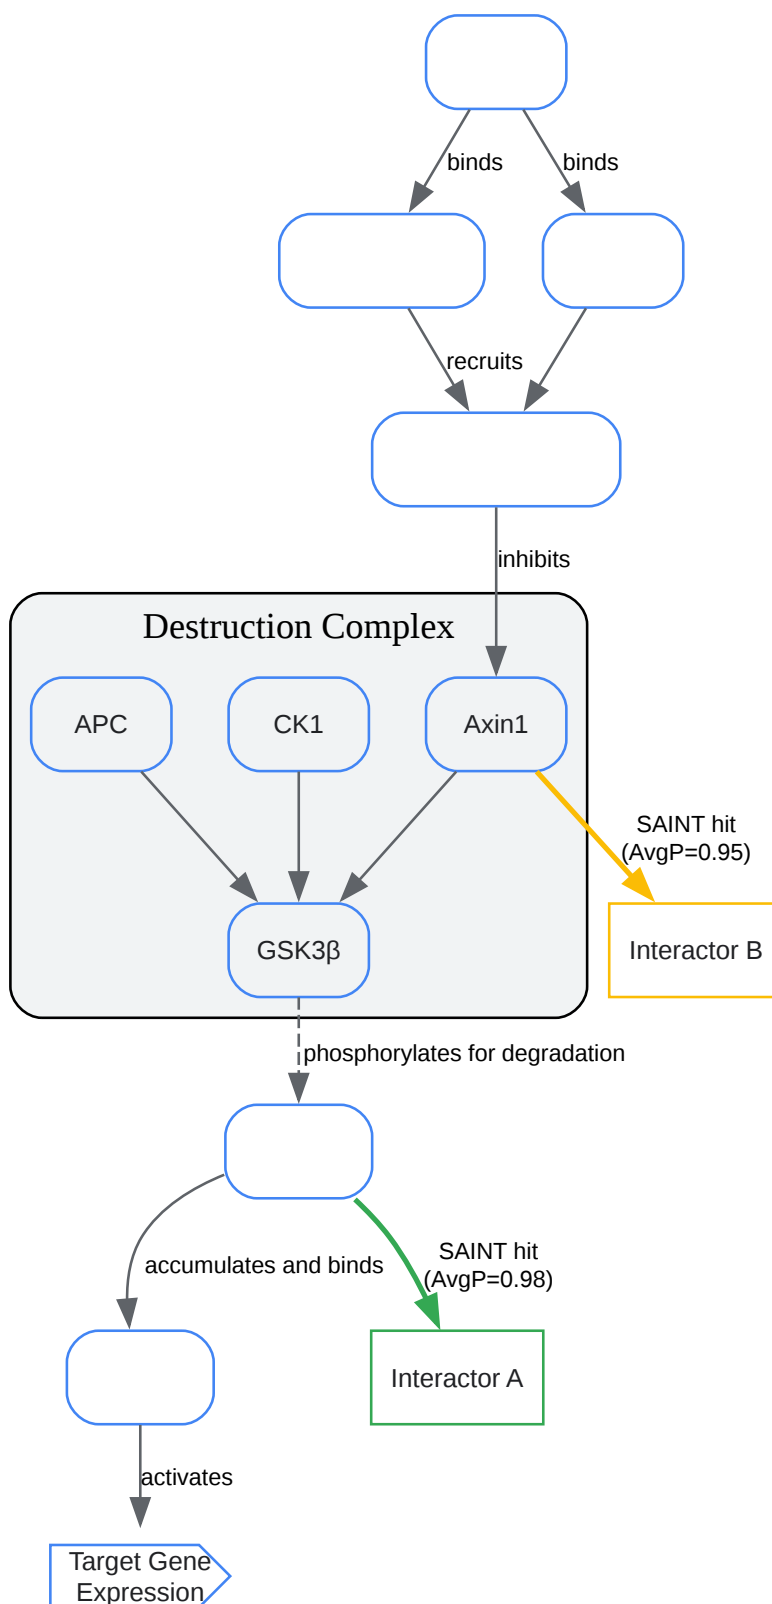 binds
binds
recruits
inhibits
Destruction Complex
APC
CK1
Axin1
SAINT hit
(AvgP=0.95)
GSK3β
Interactor B
phosphorylates for degradation
accumulates and binds
SAINT hit
(AvgP=0.98)
Interactor A
activates
Target Gene
Expression